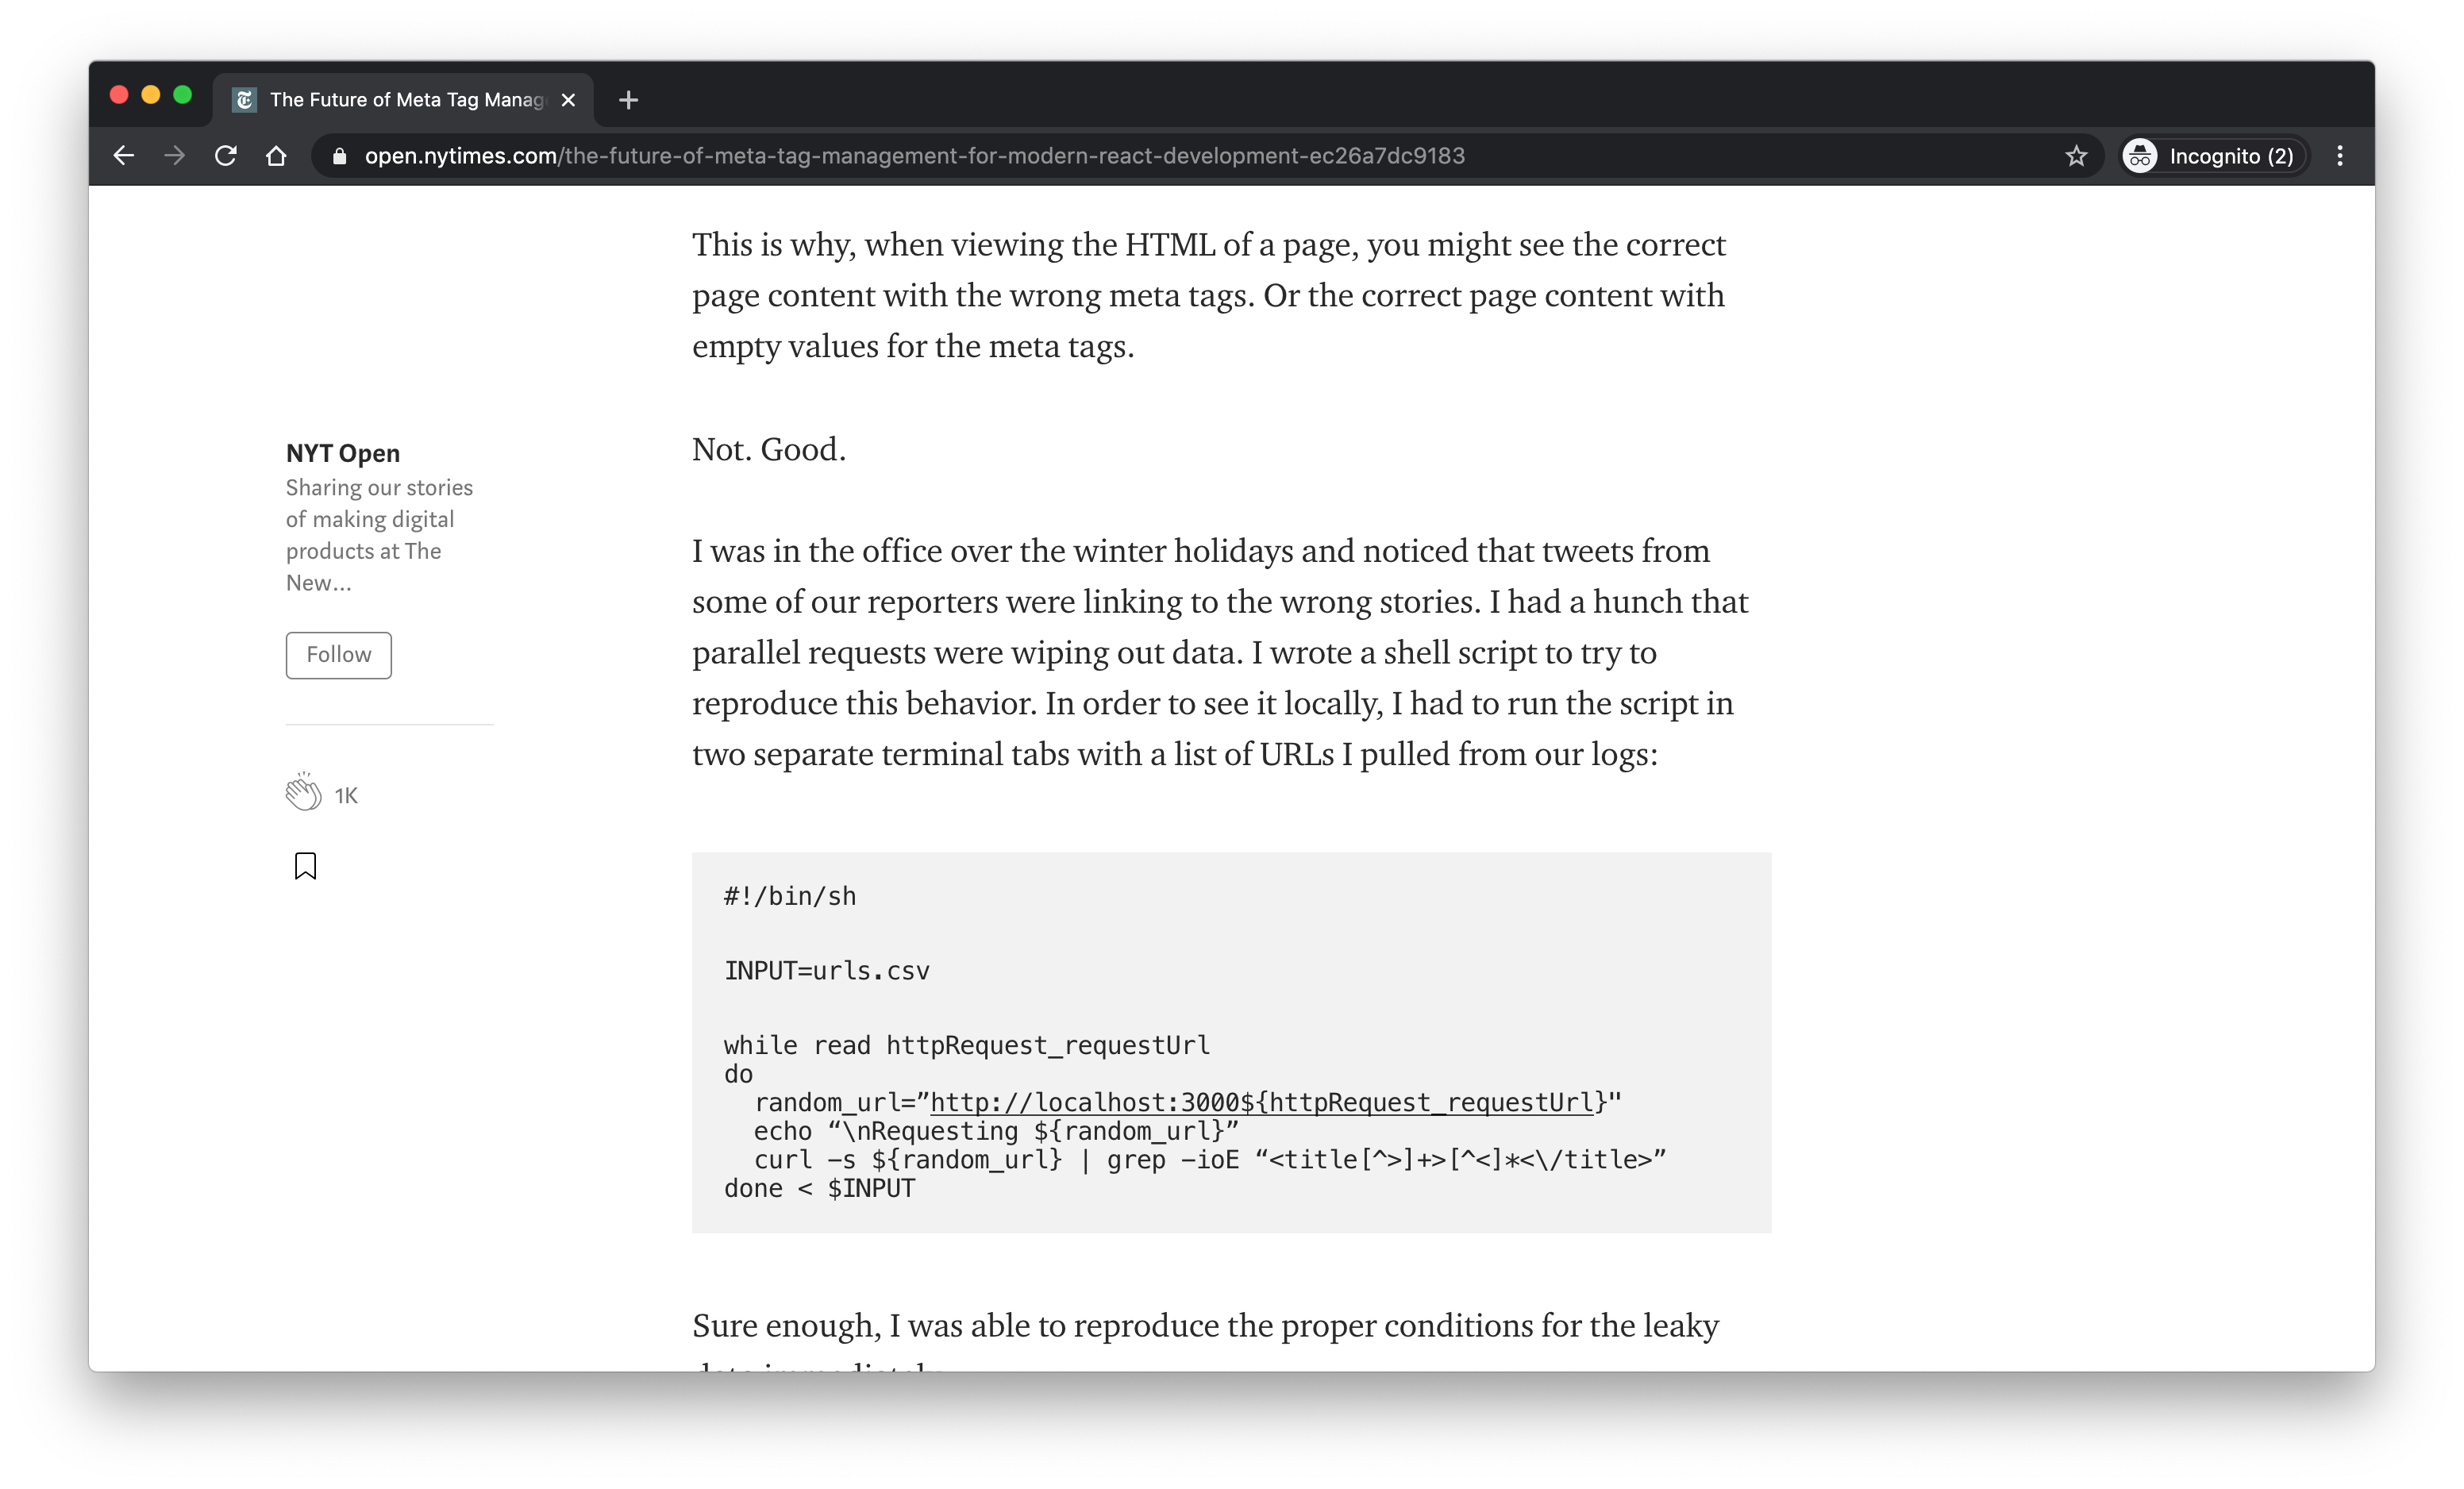 The Future of Meta Tag Manag
open.nytimes.com/the-future-of-meta-tag-management-for-modern-react-development-ec26a7dc9183
Incognito (2)
This is why, when viewing the HTML of a page, you might see the correct
page content with the wrong meta tags. Or the correct page content with
empty values for the meta tags.
Not. Good.
NYT Open
Sharing our stories
of making digital
products at The
New…
Follow
1K
I was in the office over the winter holidays and noticed that tweets from
some of our reporters were linking to the wrong stories. I had a hunch that
parallel requests were wiping out data. I wrote a shell script to try to
reproduce this behavior. In order to see it locally, I had to run the script in
two separate terminal tabs with a list of URLs I pulled from our logs:
#!/bin/sh
INPUT=urls.csv
while read httpRequest_requestUrl
do
  random_url=”http://localhost:3000${httpRequest_requestUrl}"
  echo “\nRequesting ${random_url}”
  curl –s ${random_url} | grep –ioE “<title[^>]+>[^<]*<\/title>”
done < $INPUT
Sure enough, I was able to reproduce the proper conditions for the leaky